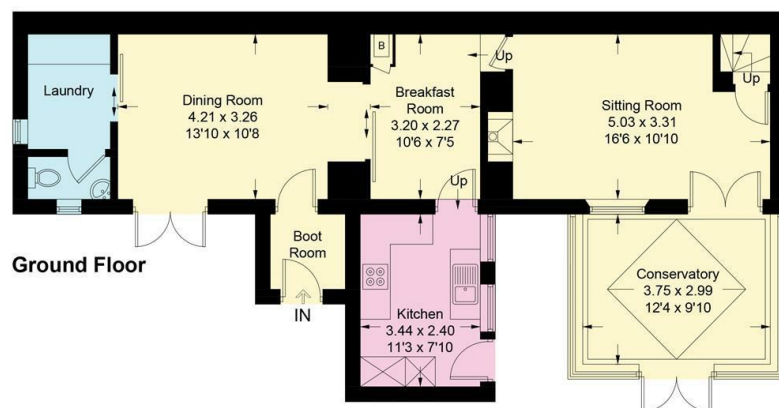 Laundry
Dining Room
4.21 x 3.26
13'10 x 10'8
B
Breakfast
Room
3.20 x 2.27
10'6 x 7'5
Up
Sitting Room
5.03 x 3.31
16'6 x 10'10
Up
Up
Boot
Room
IN
Ground Floor
Kitchen
3.44 x 2.40
11'3 x 7'10
Conservatory
3.75 x 2.99
12'4 x 9'10